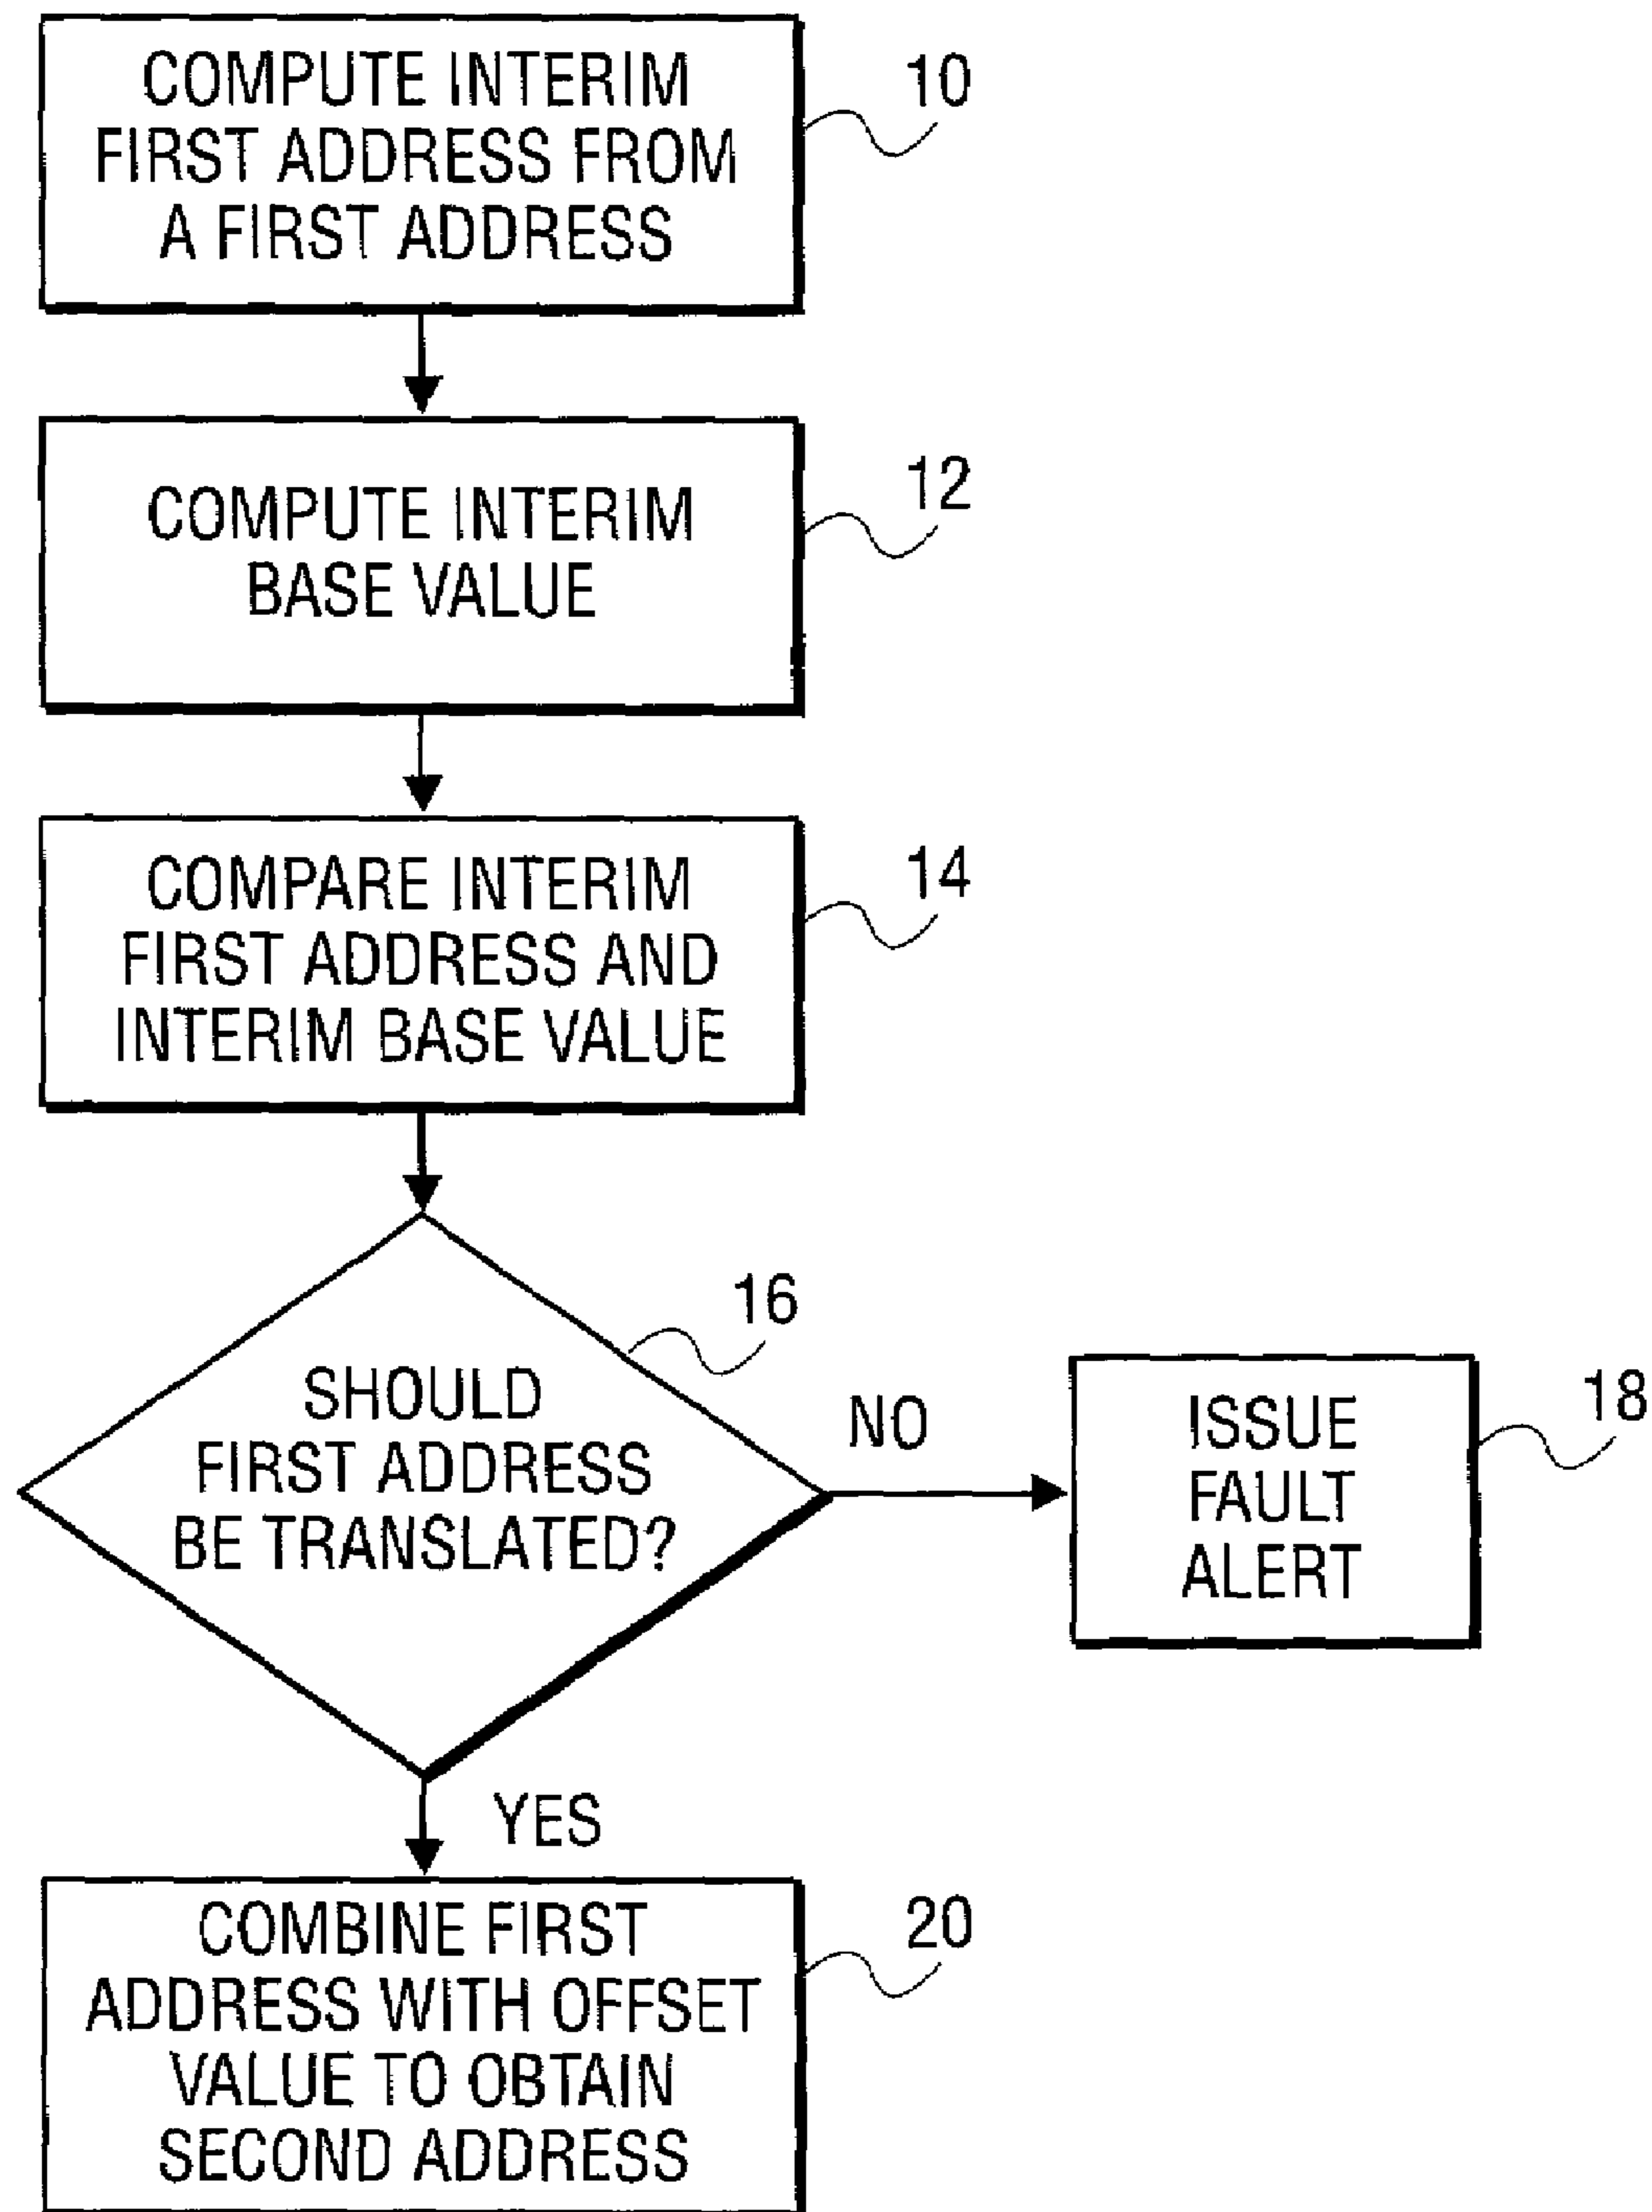 COMPUTE INTERIM
FIRST ADDRESS FROM
A FIRST ADDRESS
10
COMPUTE INTERIM
BASE VALUE
12
COMPARE INTERIM
FIRST ADDRESS AND
INTERIM BASE VALUE
14
SHOULD
FIRST ADDRESS
BE TRANSLATED?
16
NO
ISSUE
FAULT
ALERT
18
YES
COMBINE FIRST
ADDRESS WITH OFFSET
VALUE TO OBTAIN
SECOND ADDRESS
20